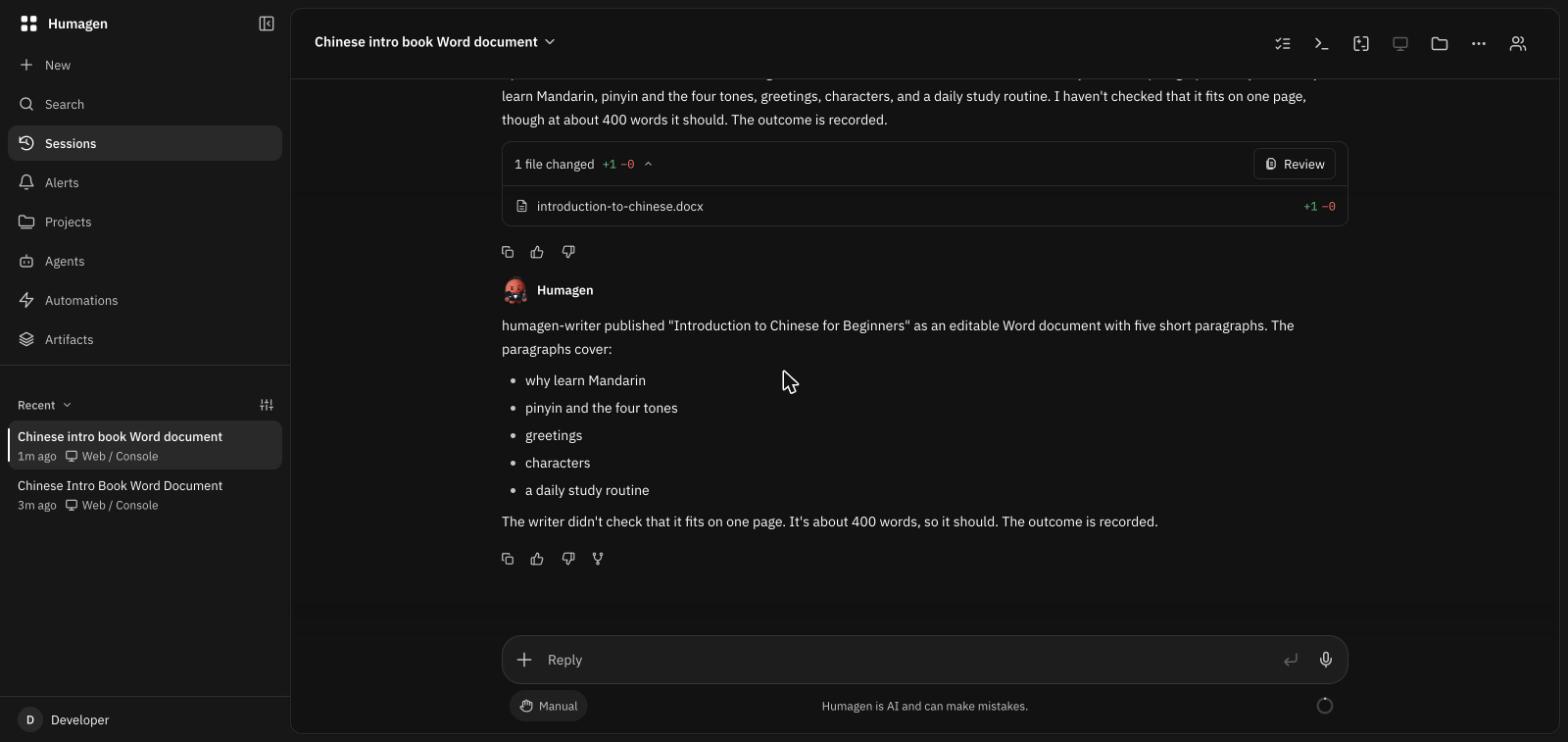 Humagen
New
Search
Sessions
Alerts
Projects
Agents
Automations
Artifacts
Recent
Chinese intro book Word document
1m ago Web / Console
Chinese Intro Book Word Document
3m ago Web / Console
D Developer
Chinese intro book Word document
learn Mandarin, pinyin and the four tones, greetings, characters, and a daily study routine. I haven't checked that it fits on one page,
though at about 400 words it should. The outcome is recorded.
1 file changed +1 −0
Review
introduction-to-chinese.docx +1 −0
Humagen
humagen-writer published "Introduction to Chinese for Beginners" as an editable Word document with five short paragraphs. The
paragraphs cover:
• why learn Mandarin
• pinyin and the four tones
• greetings
• characters
• a daily study routine
The writer didn't check that it fits on one page. It's about 400 words, so it should. The outcome is recorded.
Reply
Manual
Humagen is AI and can make mistakes.